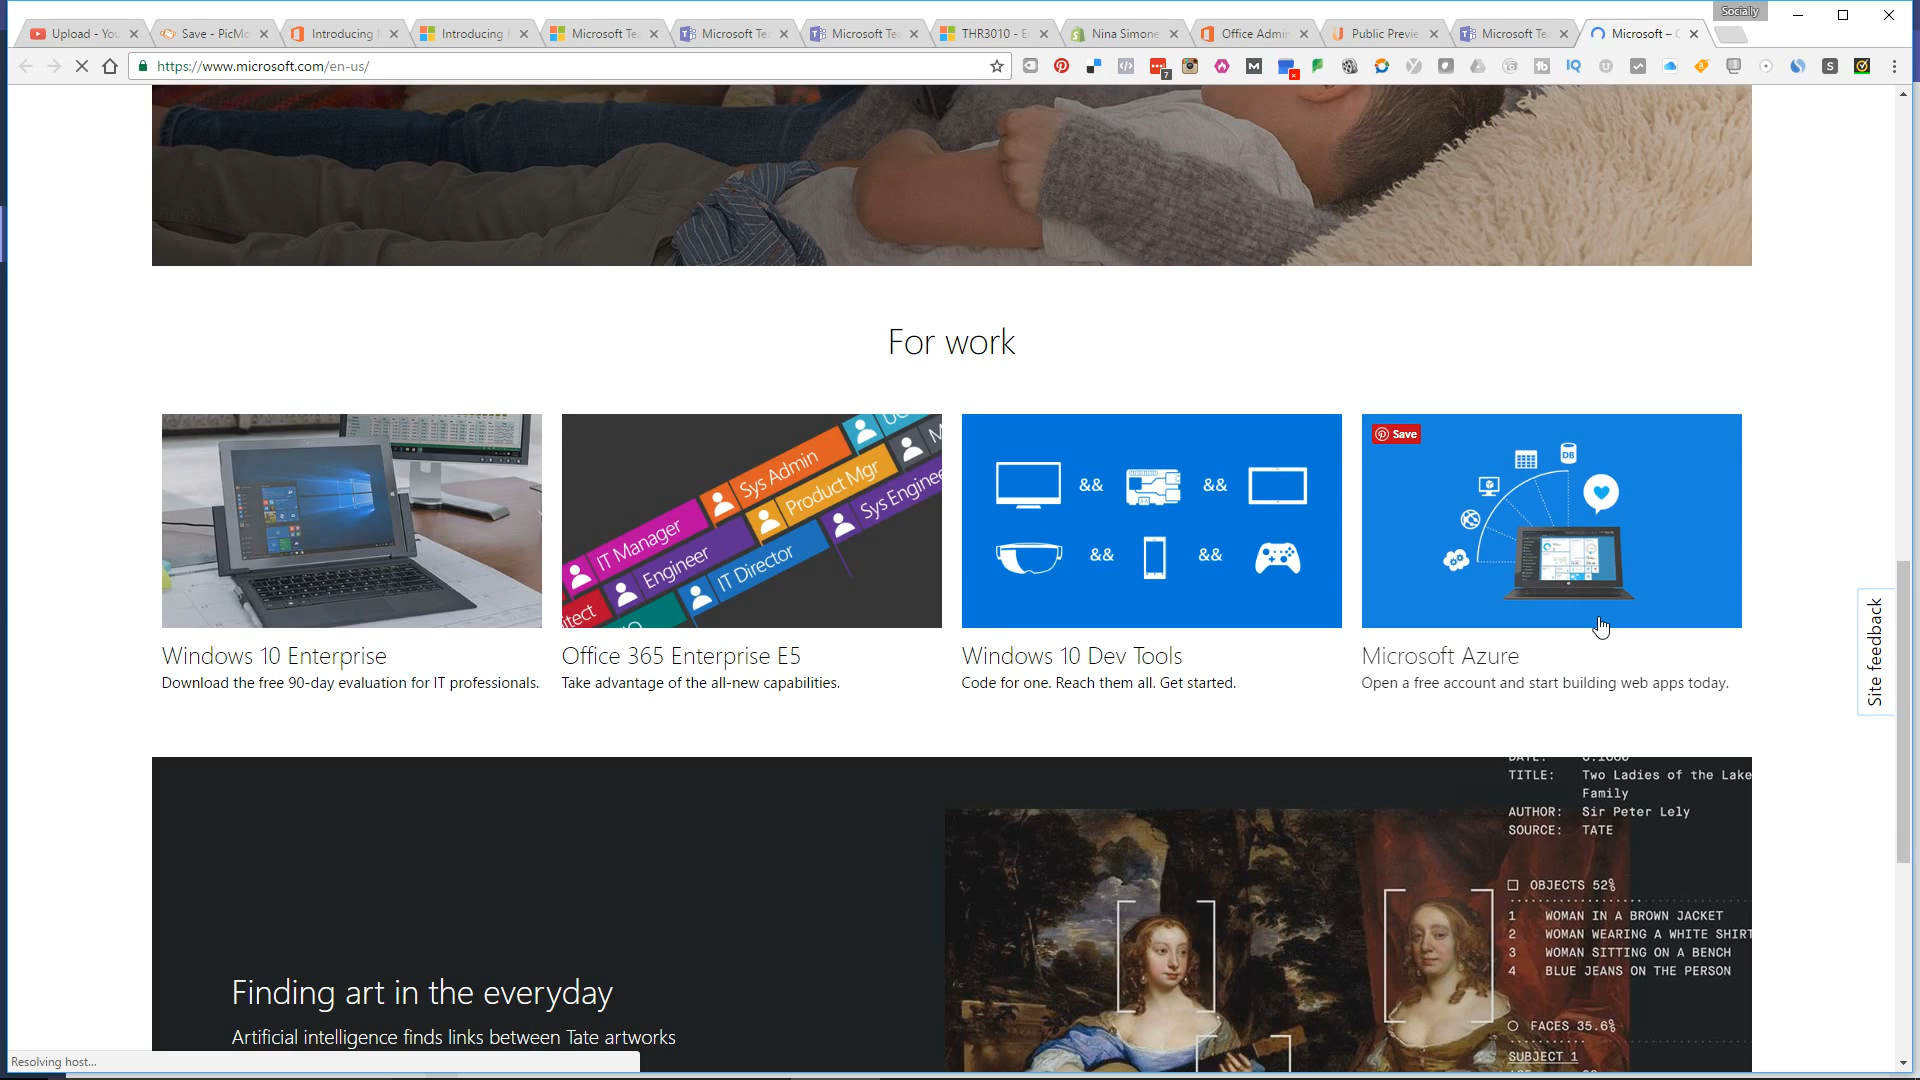 Socially
Upload - You
Save - PicMo
Introducing
Introducing
Microsoft Te
Microsoft Te
Microsoft Te
THR3010 - E
Nina Simone
Office Admin
Public Previe
Microsoft Te
Microsoft –
https://www.microsoft.com/en-us/
For work
IT Manager
Sys Admin
Engineer
Product Mgr
IT Director
Sys Enginee
itect
&& &&
&& &&
Save
DB
Windows 10 Enterprise
Download the free 90-day evaluation for IT professionals.
Office 365 Enterprise E5
Take advantage of the all-new capabilities.
Windows 10 Dev Tools
Code for one. Reach them all. Get started.
Microsoft Azure
Open a free account and start building web apps today.
Site feedback
TITLE: Two Ladies of the Lake
Family
AUTHOR: Sir Peter Lely
SOURCE: TATE
OBJECTS 52%
1 WOMAN IN A BROWN JACKET
2 WOMAN WEARING A WHITE SHIRT
3 WOMAN SITTING ON A BENCH
4 BLUE JEANS ON THE PERSON
FACES 35.6%
SUBJECT 1
Finding art in the everyday
Artificial intelligence finds links between Tate artworks
Resolving host...